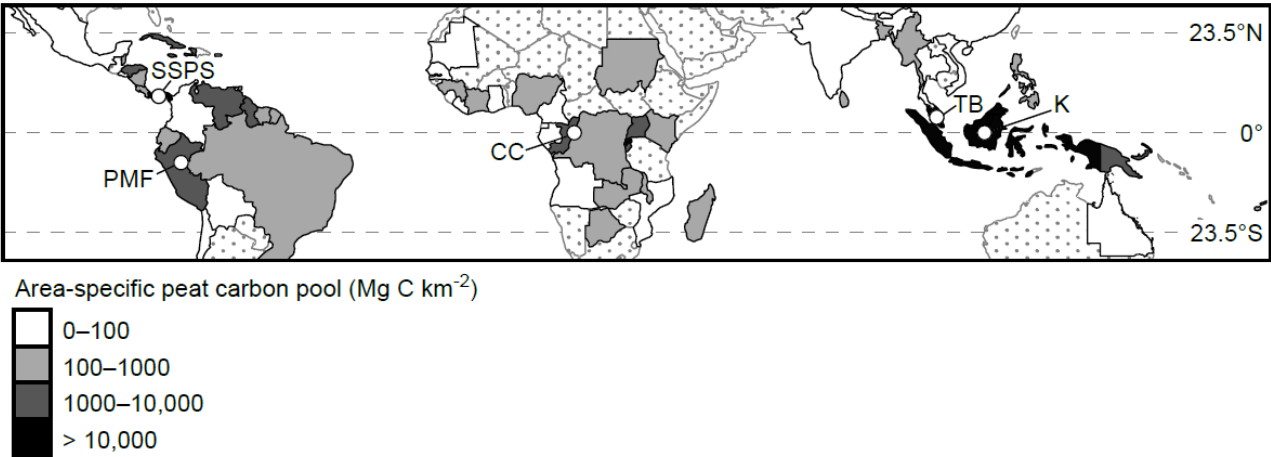 23.5°N
SSPS
TB
K
0°
CC
PMF
23.5°S
Area-specific peat carbon pool (Mg C km⁻²)
0–100
100–1000
1000–10,000
> 10,000